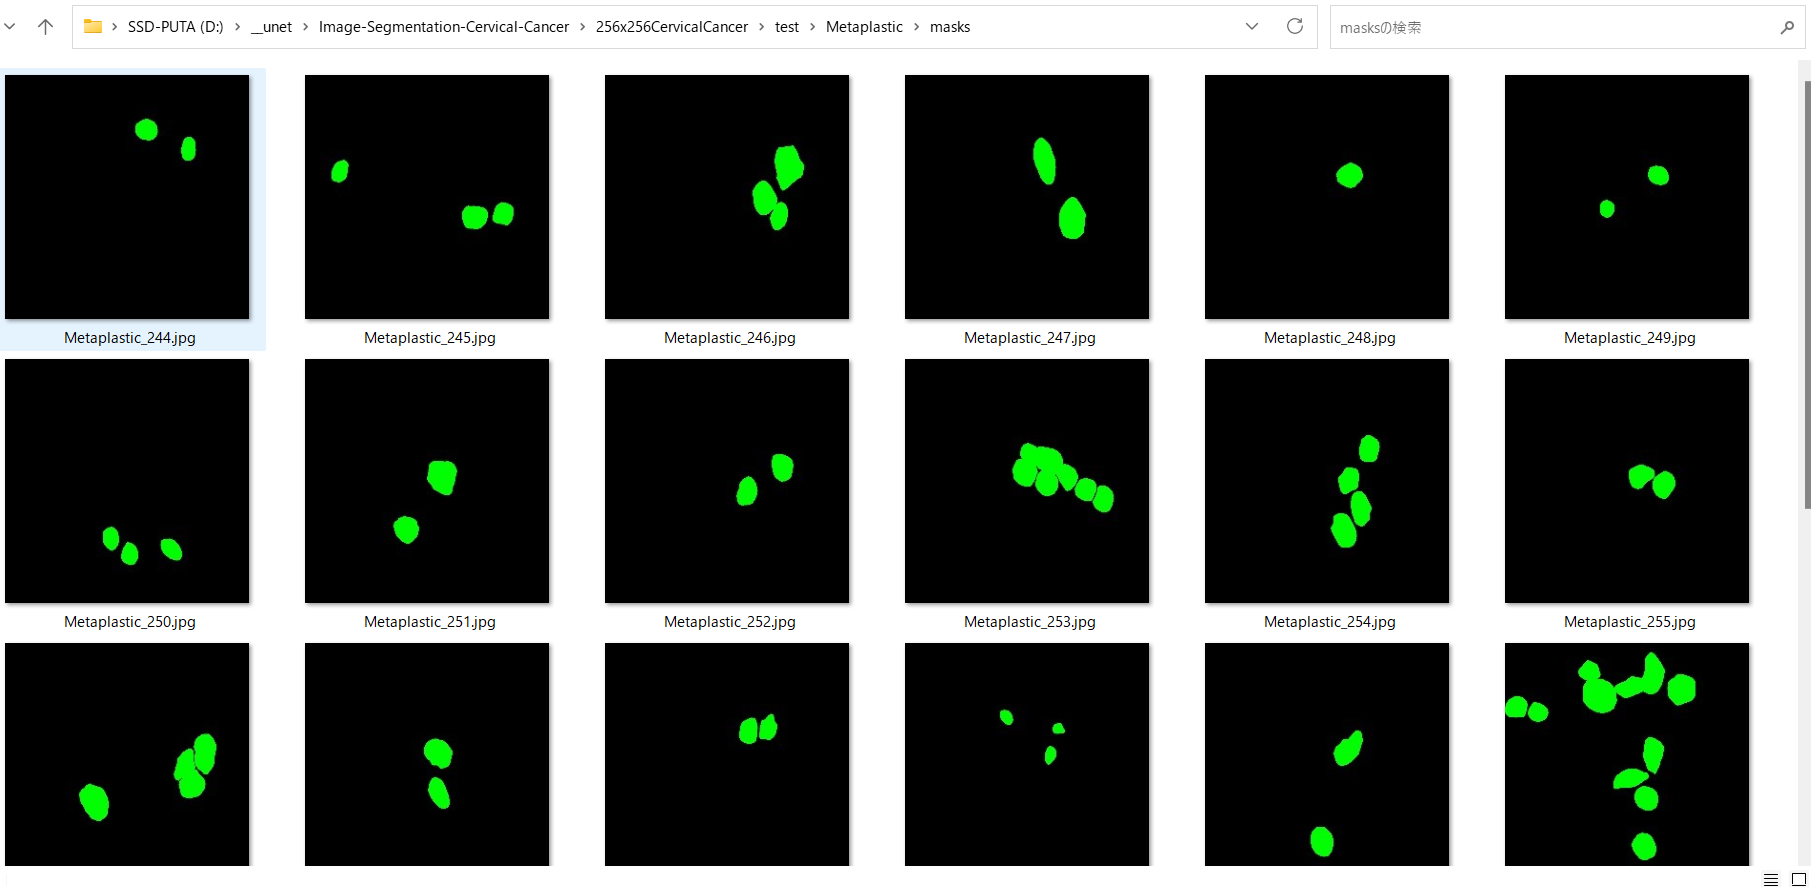 SSD-PUTA (D:) › __unet › Image-Segmentation-Cervical-Cancer › 256x256CervicalCancer › test › Metaplastic › masks
masksの検索
Metaplastic_244.jpg
Metaplastic_245.jpg
Metaplastic_246.jpg
Metaplastic_247.jpg
Metaplastic_248.jpg
Metaplastic_249.jpg
Metaplastic_250.jpg
Metaplastic_251.jpg
Metaplastic_252.jpg
Metaplastic_253.jpg
Metaplastic_254.jpg
Metaplastic_255.jpg